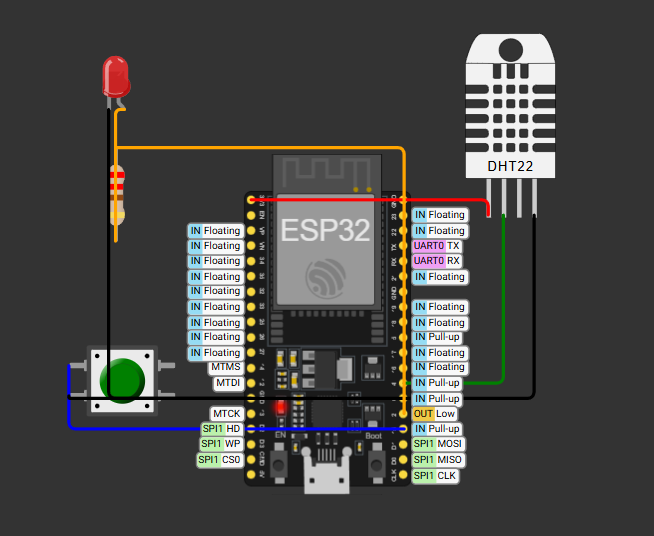 DHT22
ESP32
IN Floating
IN Floating
IN Floating
IN Floating
IN Floating
IN Floating
IN Floating
IN Floating
IN Floating
MTMS
MTDI
MTCK
SPI1 HD
SPI1 WP
SPI1 CS0
IN Floating
IN Floating
UART0 TX
UART0 RX
IN Floating
IN Floating
IN Floating
IN Pull-up
IN Floating
IN Floating
IN Pull-up
IN Pull-up
OUT Low
IN Pull-up
SPI1 MOSI
SPI1 MISO
SPI1 CLK
EN
Boot